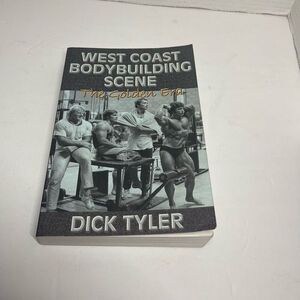 WEST COAST
BODYBUILDING
SCENE
The Golden Era
DICK TYLER